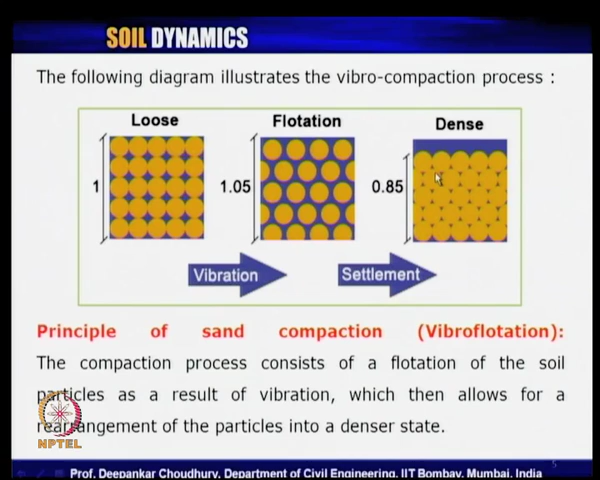 SOIL DYNAMICS
The following diagram illustrates the vibro-compaction process :
Loose Flotation Dense
1 1.05 0.85
Vibration Settlement
Principle of sand compaction (Vibroflotation):
The compaction process consists of a flotation of the soil
particles as a result of vibration, which then allows for a
rearrangement of the particles into a denser state.
NPTEL
5
Prof. Deepankar Choudhury, Department of Civil Engineering, IIT Bombay, Mumbai, India